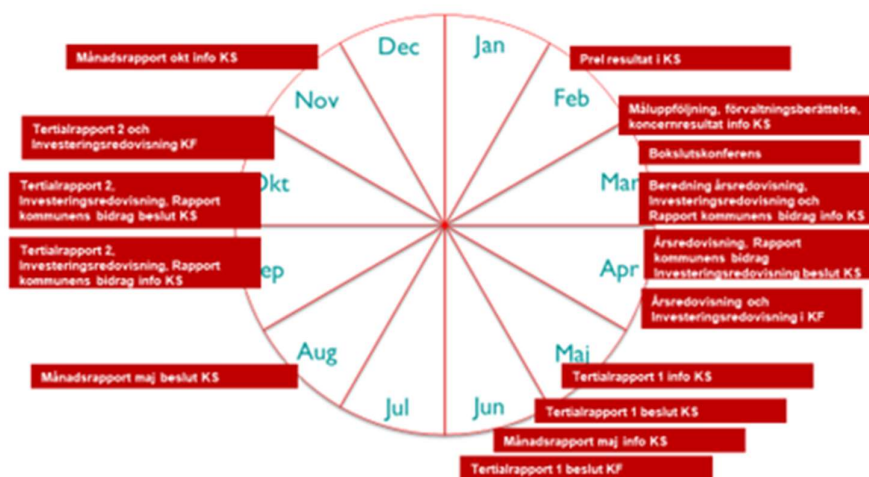 Dec
Jan
Månadsrapport okt info KS
Prel resultat i KS
Nov
Feb
Måluppföljning, förvaltningsberättelse,
koncernresultat info KS
Tertialrapport 2 och
Investeringsredovisning KF
Bokslutskonferens
Okt
Mar
Tertialrapport 2,
Investeringsredovisning, Rapport
kommunens bidrag beslut KS
Beredning årsredovisning,
Investeringsredovisning och
Rapport kommunens bidrag info KS
Tertialrapport 2,
Investeringsredovisning, Rapport
kommunens bidrag info KS
Sep
Årsredovisning, Rapport
kommunens bidrag
Investeringsredovisning beslut KS
Apr
Årsredovisning och
Investeringsredovisning i KF
Aug
Maj
Månadsrapport maj beslut KS
Tertialrapport 1 info KS
Jul
Jun
Tertialrapport 1 beslut KS
Månadsrapport maj info KS
Tertialrapport 1 beslut KF